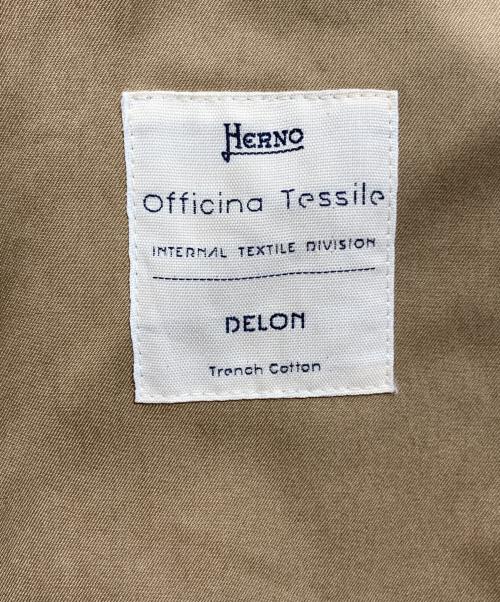 HERNO
Officina Tessile
INTERNAL TEXTILE DIVISION
DELON
Trench Cotton